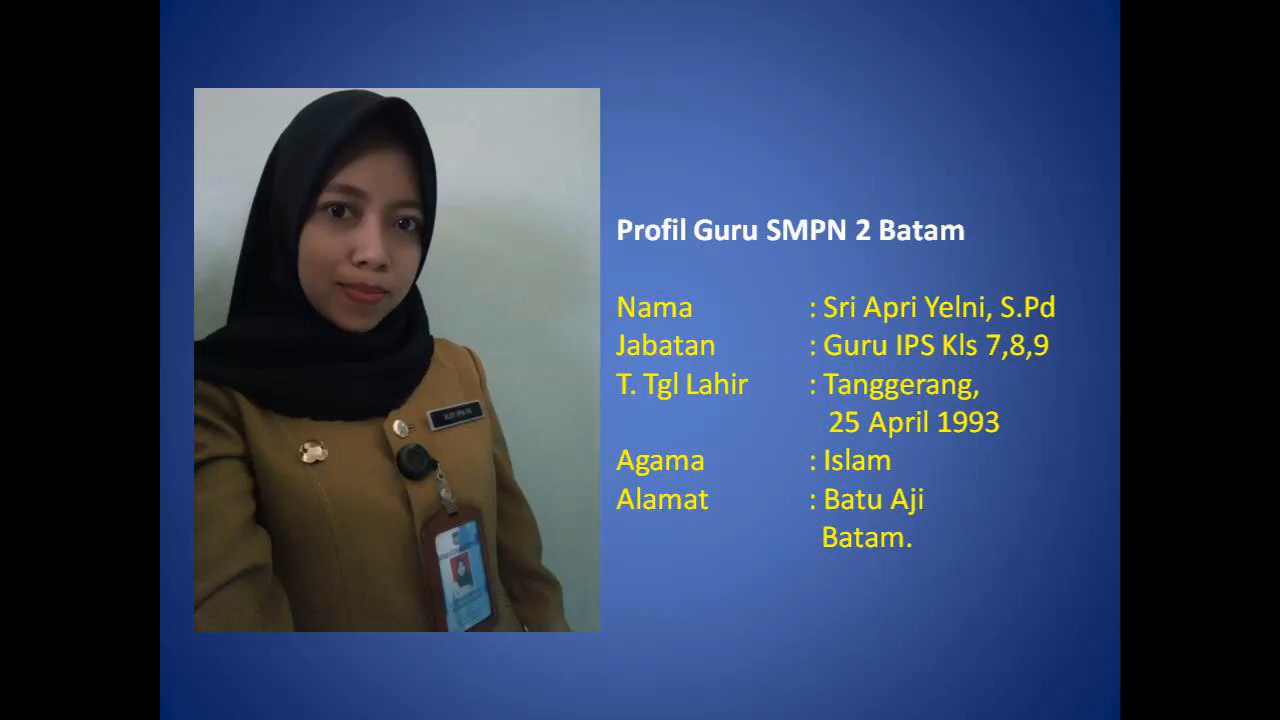 Profil Guru SMPN 2 Batam
Nama : Sri Apri Yelni, S.Pd
Jabatan : Guru IPS Kls 7,8,9
T. Tgl Lahir : Tanggerang,
25 April 1993
Agama : Islam
Alamat : Batu Aji
Batam.